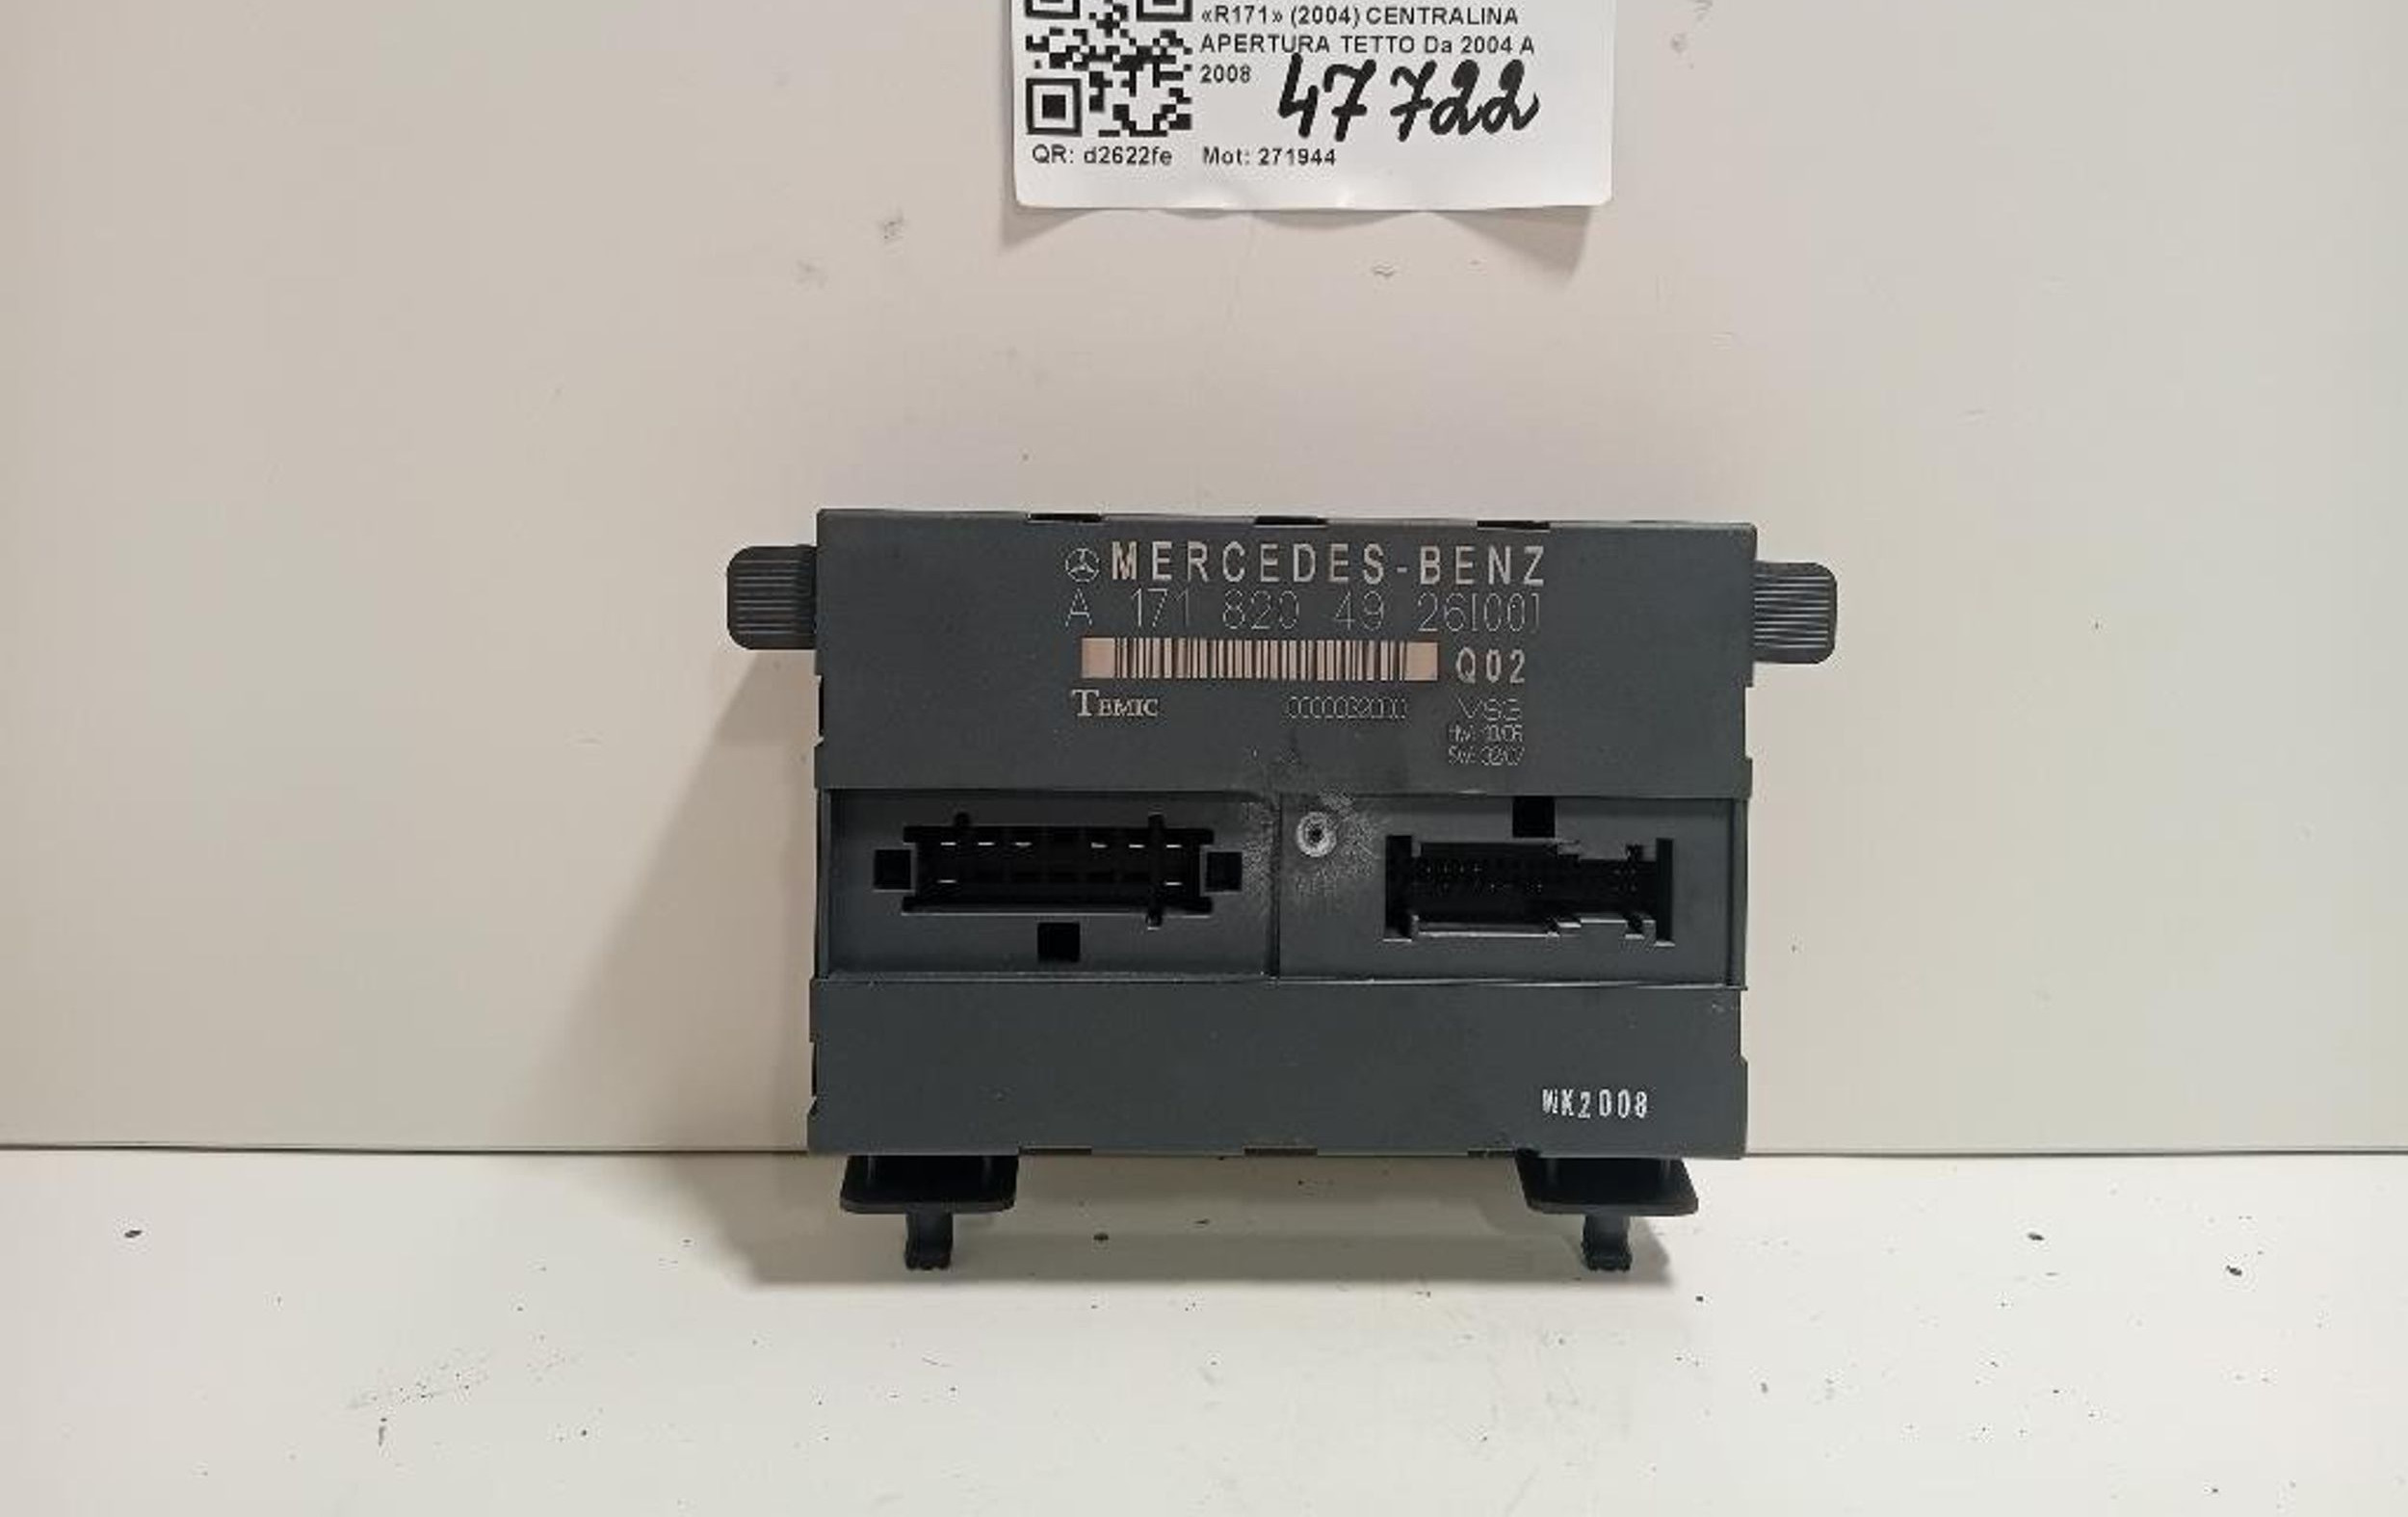 «R171» (2004) CENTRALINA
APERTURA TETTO Da 2004 A
2008
47722
QR: d2622fe Mot: 271944
MERCEDES-BENZ
A 171 820 49 26[00]
Q02
TEMIC
VSG
WK2008